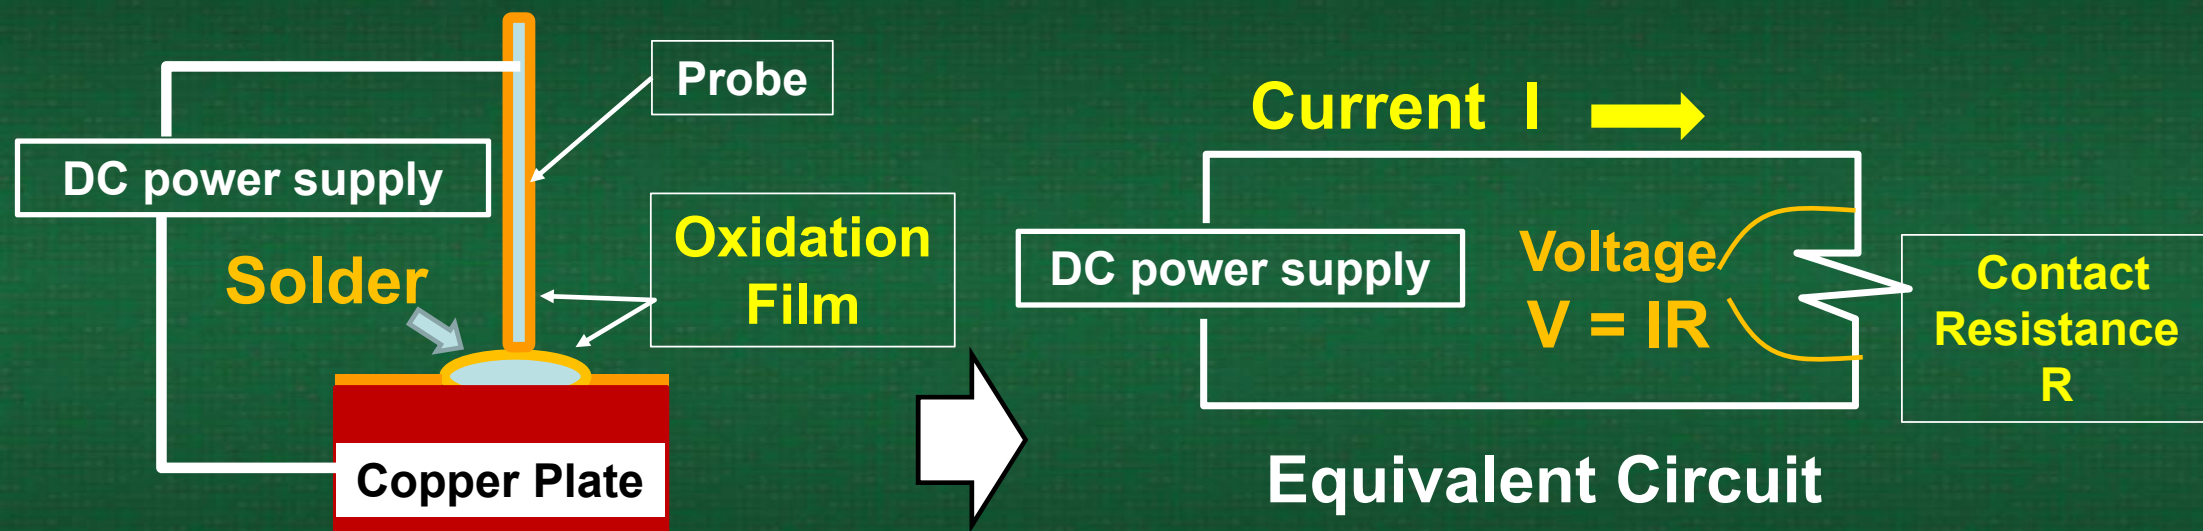 Probe
DC power supply
Oxidation
Film
Solder
Copper Plate
Current I
DC power supply
Voltage
V = IR
Contact
Resistance
R
Equivalent Circuit